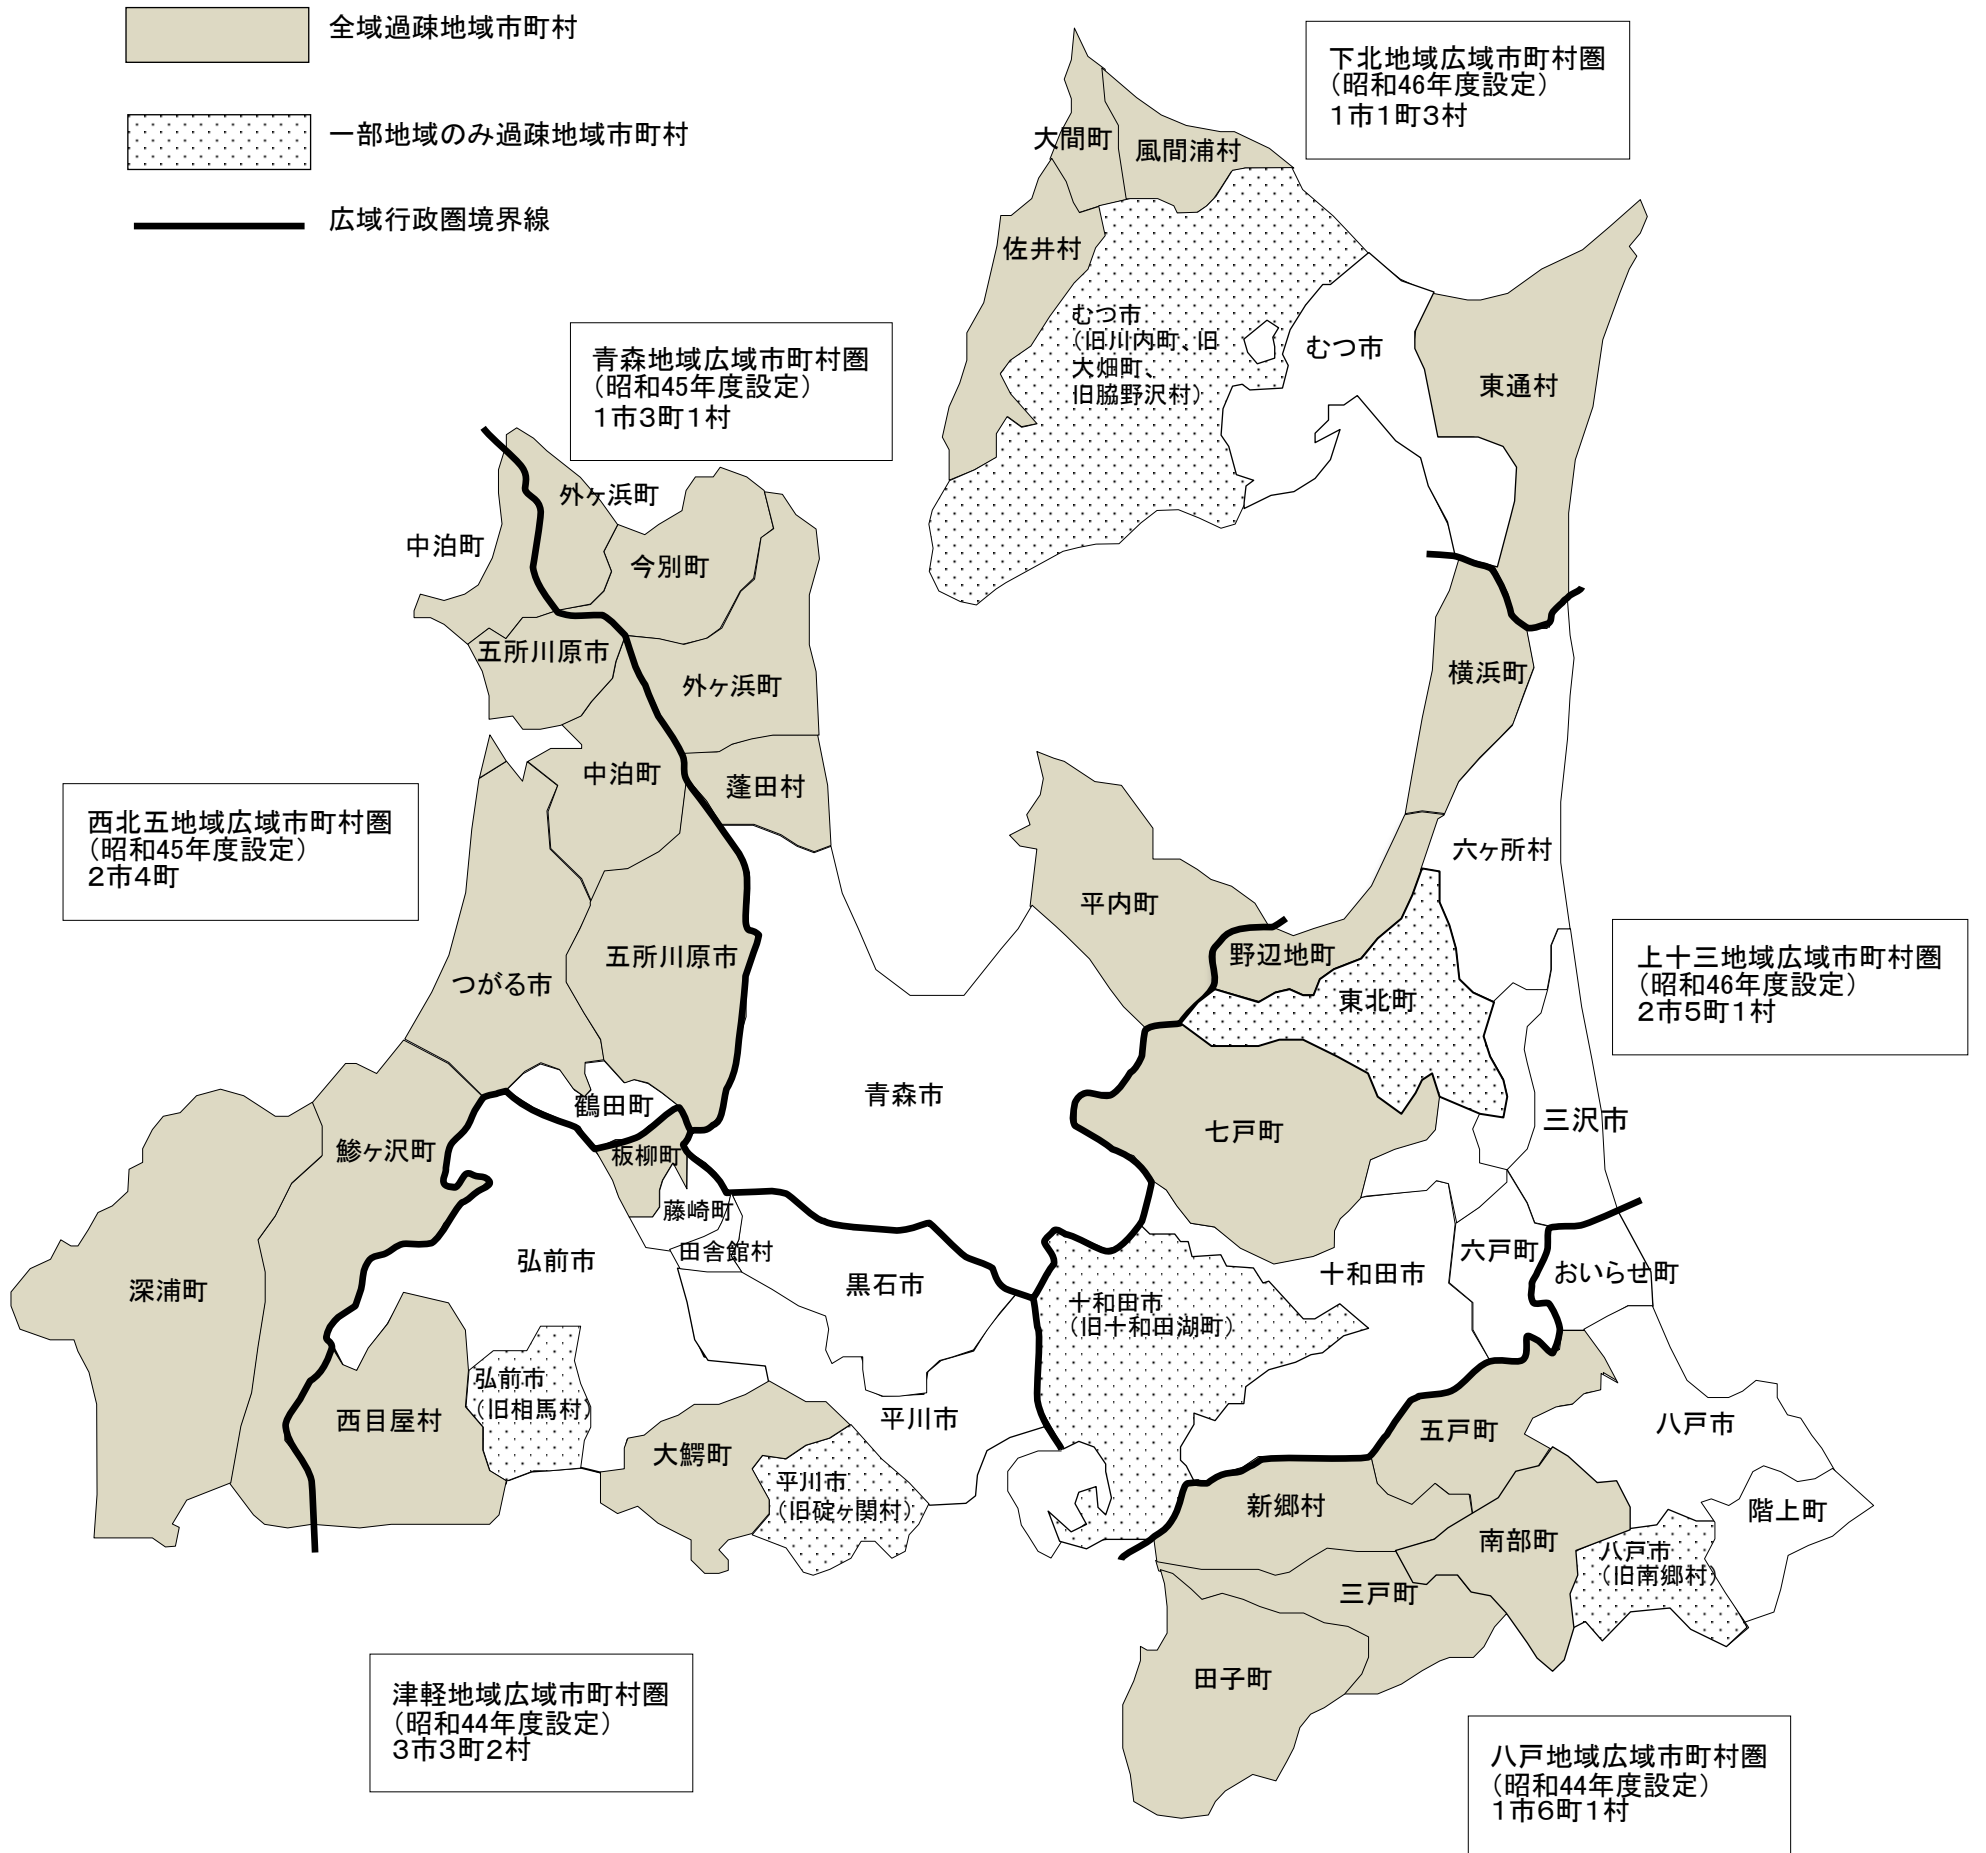 全域過疎地域市町村
一部地域のみ過疎地域市町村
広域行政圏境界線
下北地域広域市町村圏
（昭和46年度設定）
１市１町３村
大間町
風間浦村
佐井村
むつ市
（旧川内町、旧
大畑町、
旧脇野沢村）
むつ市
東通村
青森地域広域市町村圏
（昭和45年度設定）
１市３町１村
外ヶ浜町
中泊町
今別町
五所川原市
外ヶ浜町
横浜町
中泊町
蓬田村
西北五地域広域市町村圏
（昭和45年度設定）
２市４町
六ヶ所村
平内町
野辺地町
五所川原市
つがる市
東北町
上十三地域広域市町村圏
（昭和46年度設定）
２市５町１村
青森市
鶴田町
七戸町
三沢市
鰺ヶ沢町
板柳町
藤崎町
田舎館村
弘前市
黒石市
深浦町
十和田市
六戸町
おいらせ町
十和田市
（旧十和田湖町）
弘前市
（旧相馬村）
西目屋村
平川市
大鰐町
平川市
（旧碇ヶ関村）
五戸町
八戸市
新郷村
南部町
階上町
八戸市
（旧南郷村）
三戸町
田子町
津軽地域広域市町村圏
（昭和44年度設定）
３市３町２村
八戸地域広域市町村圏
（昭和44年度設定）
１市６町１村